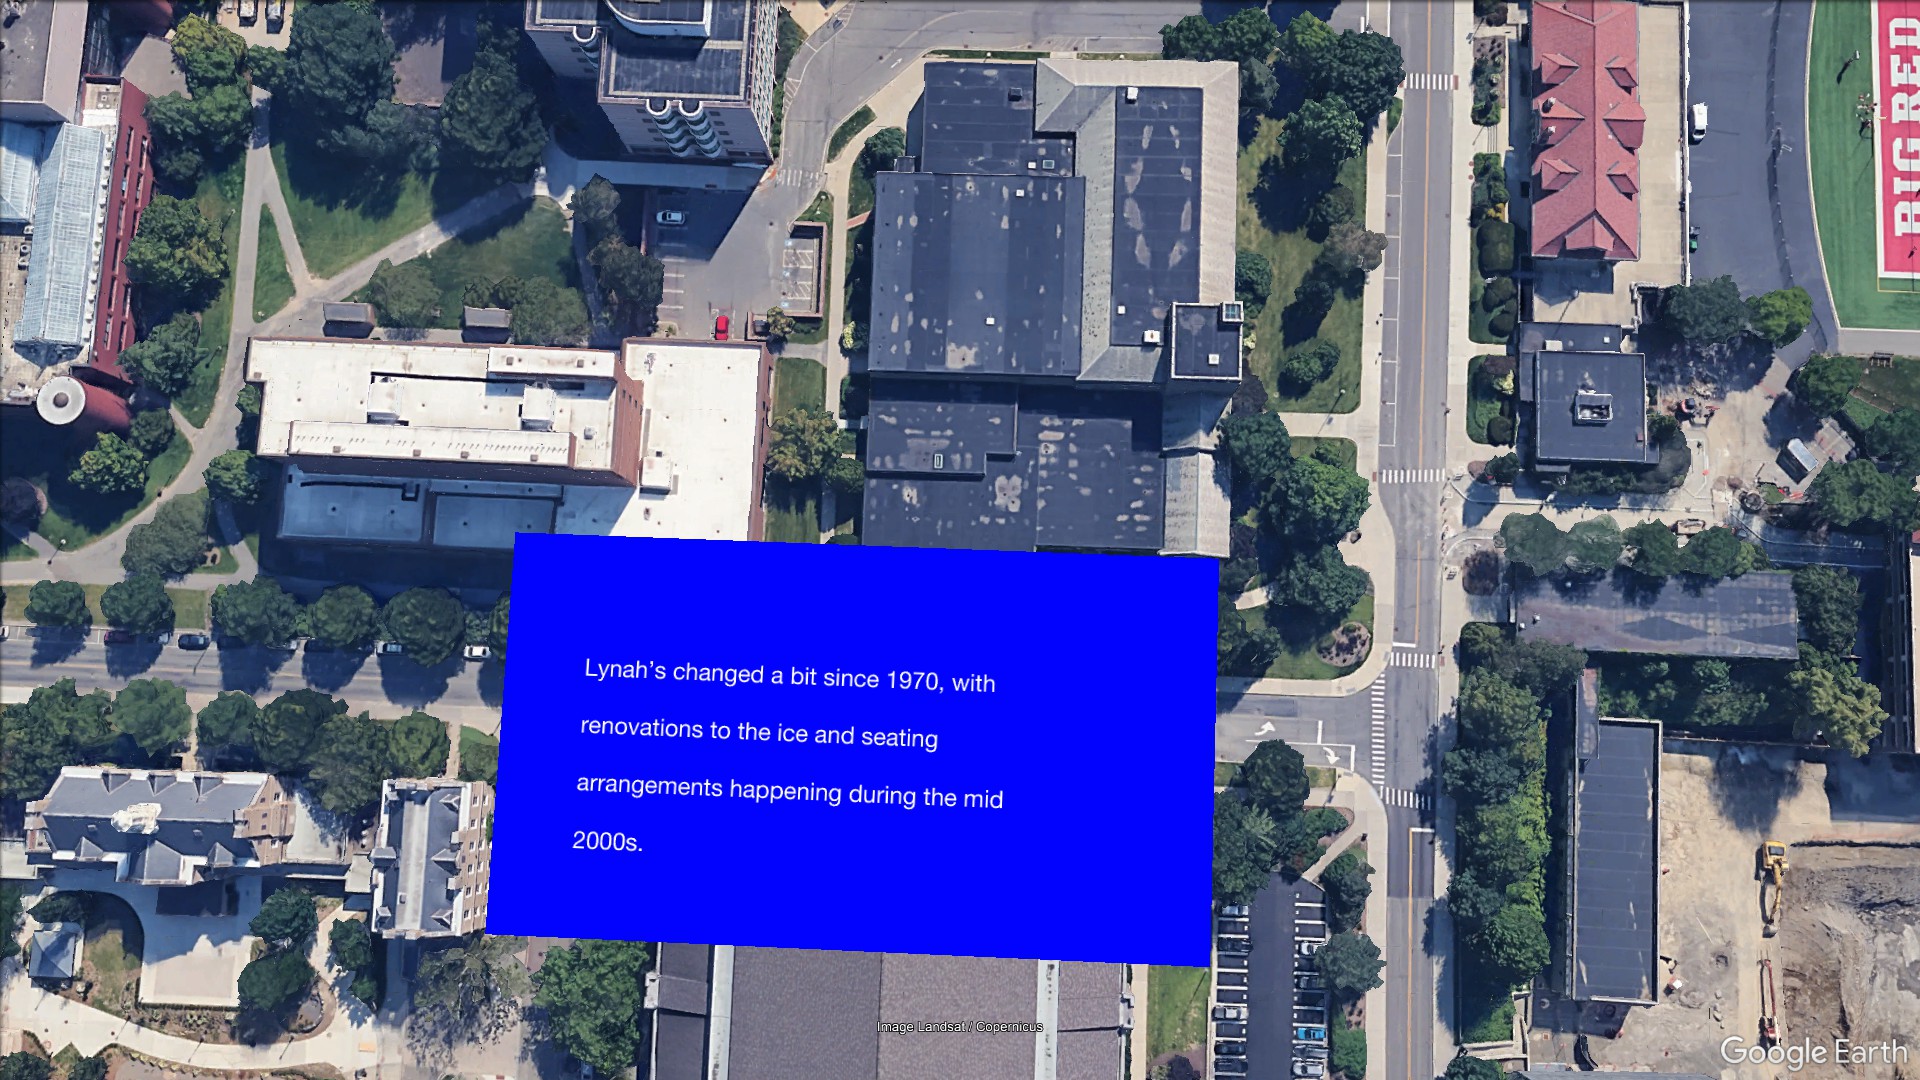 BIG RED
Lynah’s changed a bit since 1970, with
renovations to the ice and seating
arrangements happening during the mid
2000s.
Image Landsat / Copernicus
Google Earth